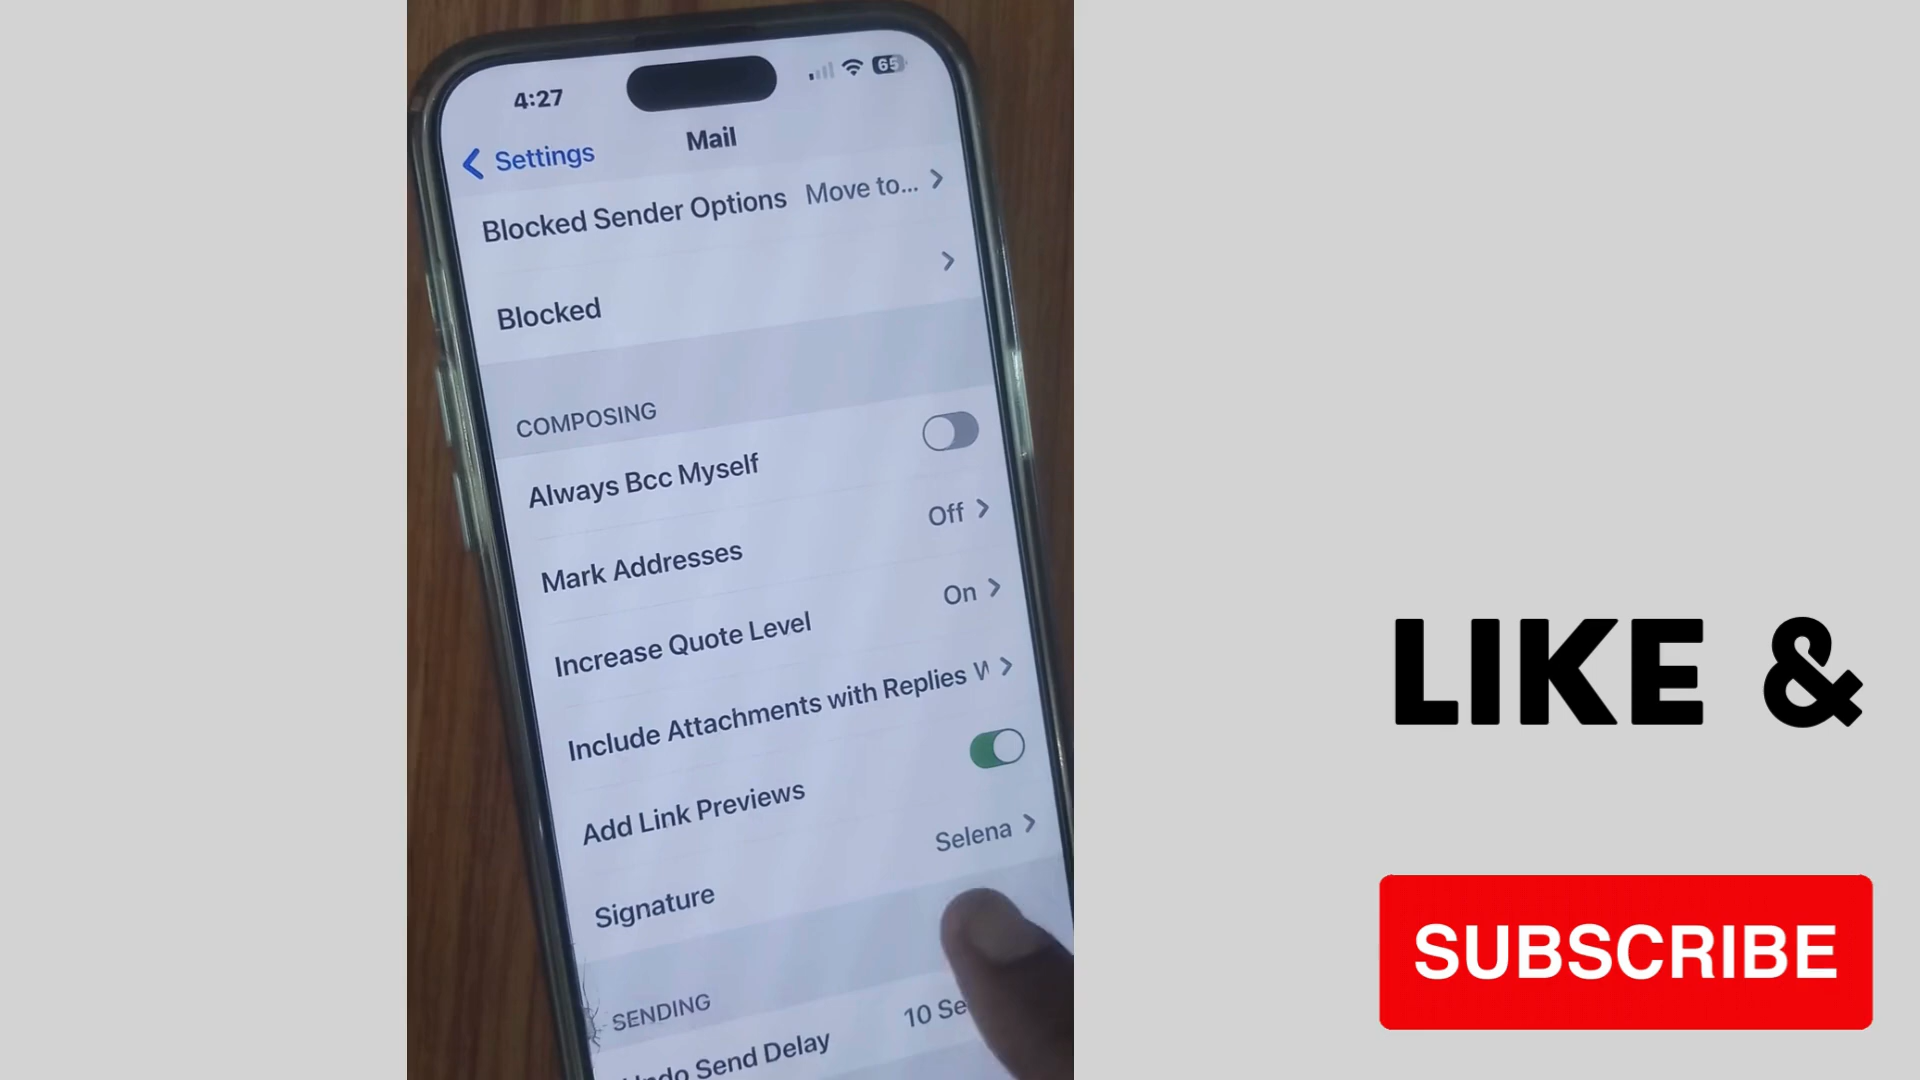 4:27
65
Settings
Mail
Blocked Sender Options Move to...
Blocked
COMPOSING
Always Bcc Myself
Mark Addresses Off
Increase Quote Level On
Include Attachments with Replies
Add Link Previews
Signature Selena
SENDING
Send Delay 10
LIKE &
SUBSCRIBE